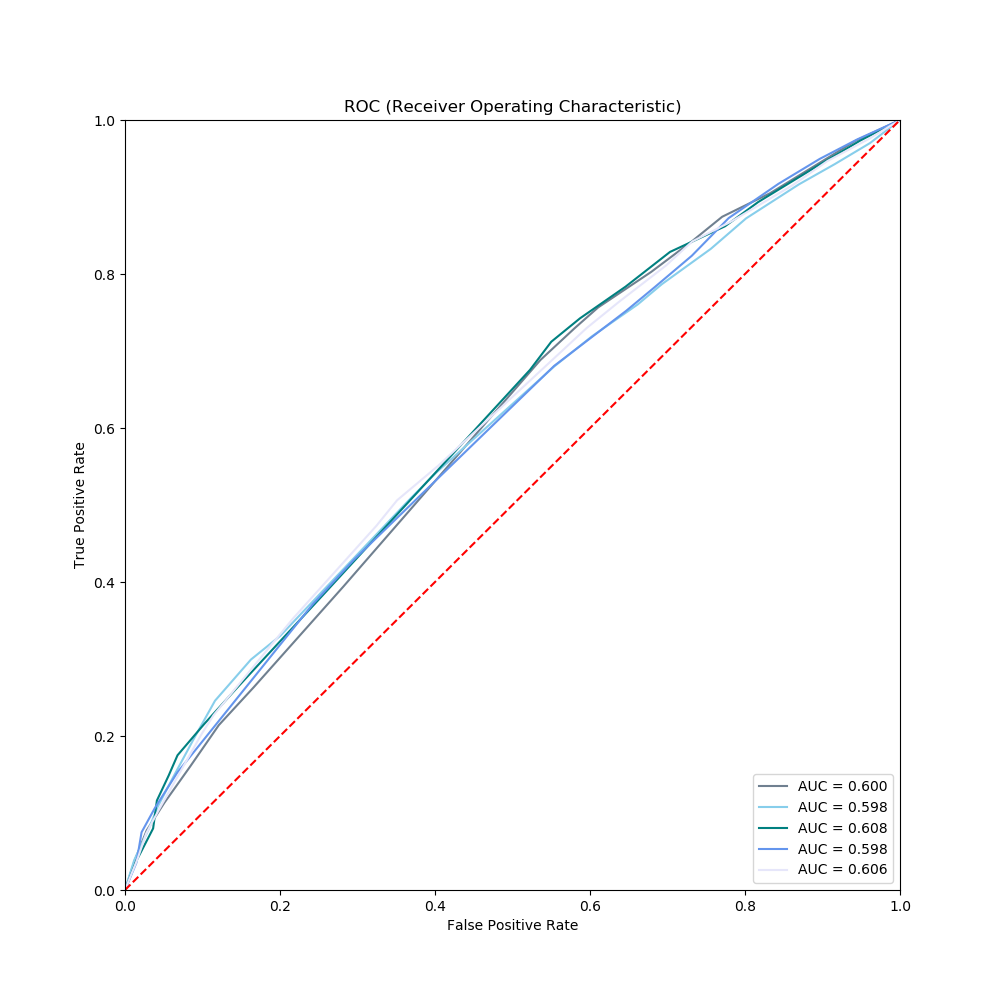 ROC (Receiver Operating Characteristic)
1.0
0.8
0.6
0.4
0.2
0.0
True Positive Rate
0.0 0.2 0.4 0.6 0.8 1.0
False Positive Rate
AUC = 0.600
AUC = 0.598
AUC = 0.608
AUC = 0.598
AUC = 0.606